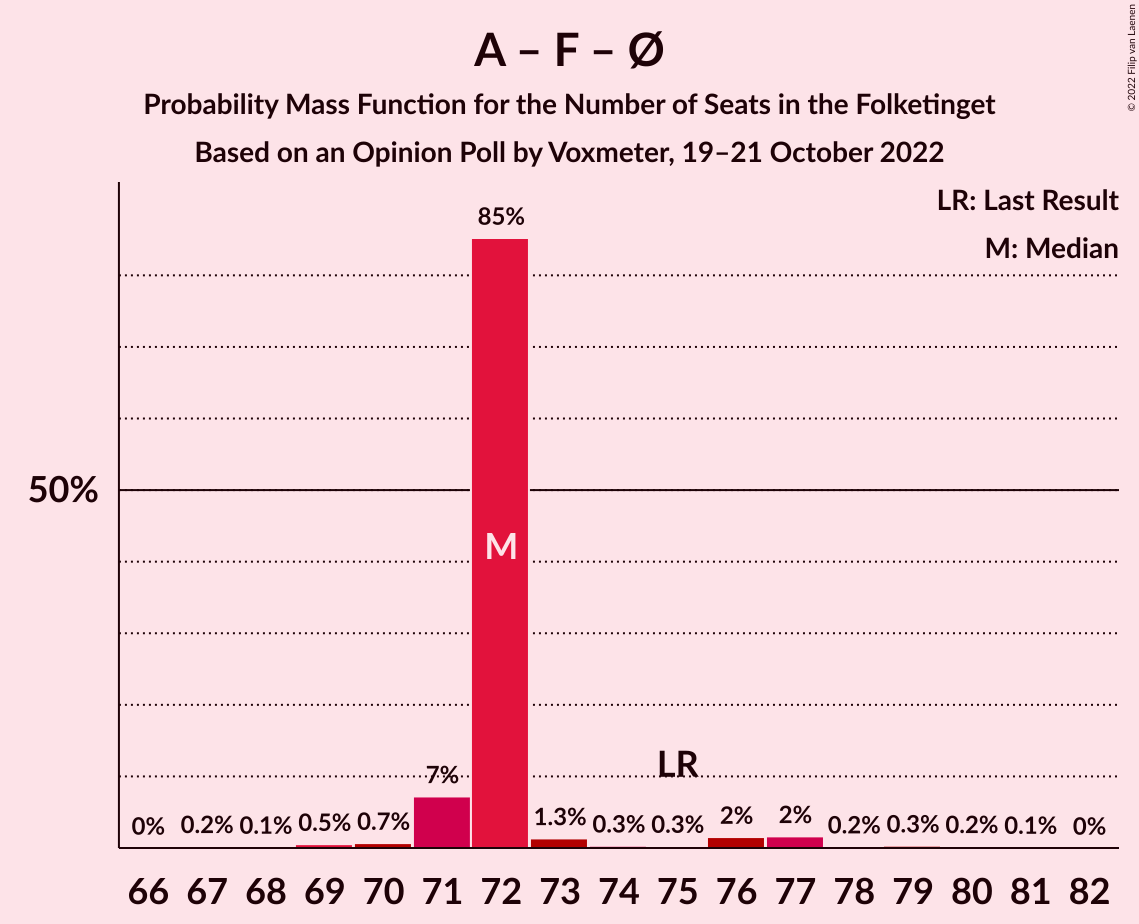 A – F – Ø
Probability Mass Function for the Number of Seats in the Folketinget
Based on an Opinion Poll by Voxmeter, 19–21 October 2022
© 2022 Filip van Laenen
LR: Last Result
M: Median
85%
50%
M
LR
7%
0% 0.2% 0.1% 0.5% 0.7% 1.3% 0.3% 0.3% 2% 2% 0.2% 0.3% 0.2% 0.1% 0%
66 67 68 69 70 71 72 73 74 75 76 77 78 79 80 81 82